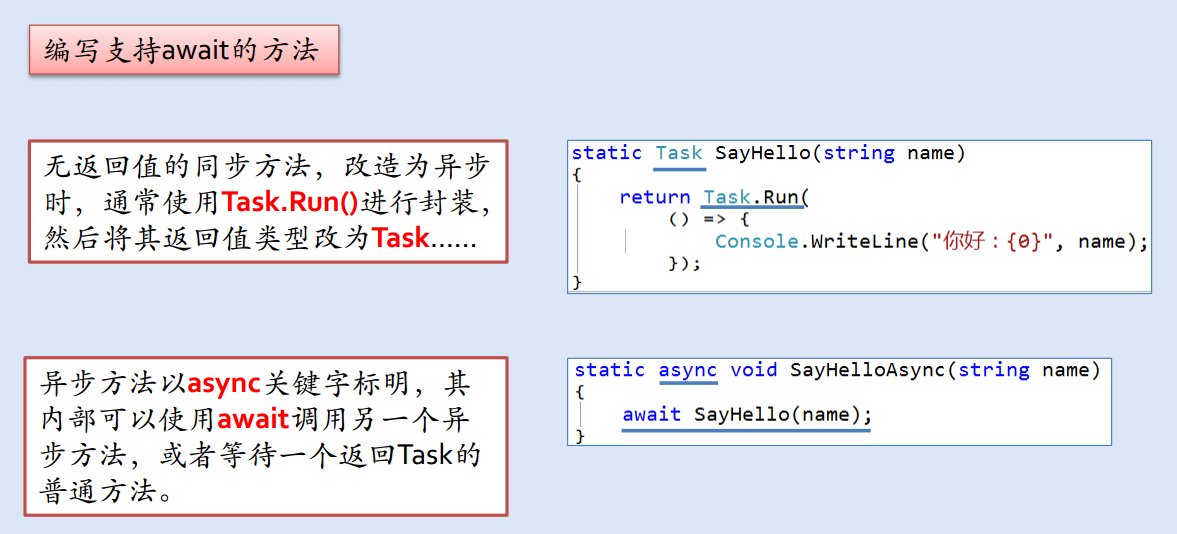 编写支持await的方法
无返回值的同步方法，改造为异步
时，通常使用Task.Run()进行封装，
然后将其返回值类型改为Task……
static Task SayHello(string name)
{
return Task.Run(
() => {
Console.WriteLine("你好：{0}", name);
});
}
异步方法以async关键字标明，其
内部可以使用await调用另一个异
步方法，或者等待一个返回Task的
普通方法。
static async void SayHelloAsync(string name)
{
await SayHello(name);
}